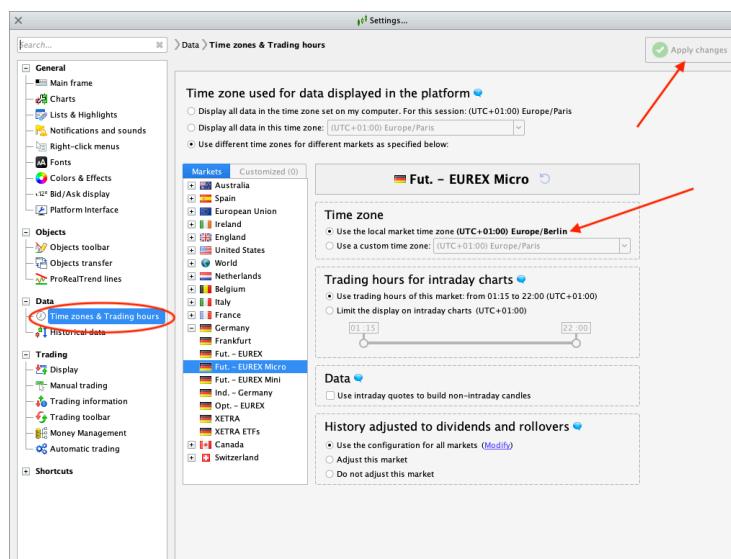 Settings...
Search...
Data Time zones & Trading hours
Apply changes
General
Main frame
Charts
Lists & Highlights
Notifications and sounds
Right-click menus
Fonts
Colors & Effects
Bid/Ask display
Platform Interface
Objects
Objects toolbar
Objects transfer
ProRealTrend lines
Data
Time zones & Trading hours
Historical data
Trading
Display
Manual trading
Trading information
Trading toolbar
Money Management
Automatic trading
Shortcuts
Time zone used for data displayed in the platform
Display all data in the time zone set on my computer. For this session: (UTC+01:00) Europe/Paris
Display all data in this time zone: (UTC+01:00) Europe/Paris
Use different time zones for different markets as specified below:
Markets Customized (0)
Australia
Spain
European Union
Ireland
England
United States
World
Netherlands
Belgium
Italy
France
Germany
Frankfurt
Fut. - EUREX
Fut. - EUREX Micro
Fut. - EUREX Mini
Ind. - Germany
Opt. - EUREX
XETRA
XETRA ETFs
Canada
Switzerland
Fut. - EUREX Micro
Time zone
Use the local market time zone (UTC+01:00) Europe/Berlin
Use a custom time zone: (UTC+01:00) Europe/Paris
Trading hours for intraday charts
Use trading hours of this market: from 01:15 to 22:00 (UTC+01:00)
Limit the display on intraday charts (UTC+01:00)
01 :15 22 :00
Data
Use intraday quotes to build non-intraday candles
History adjusted to dividends and rollovers
Use the configuration for all markets (Modify)
Adjust this market
Do not adjust this market